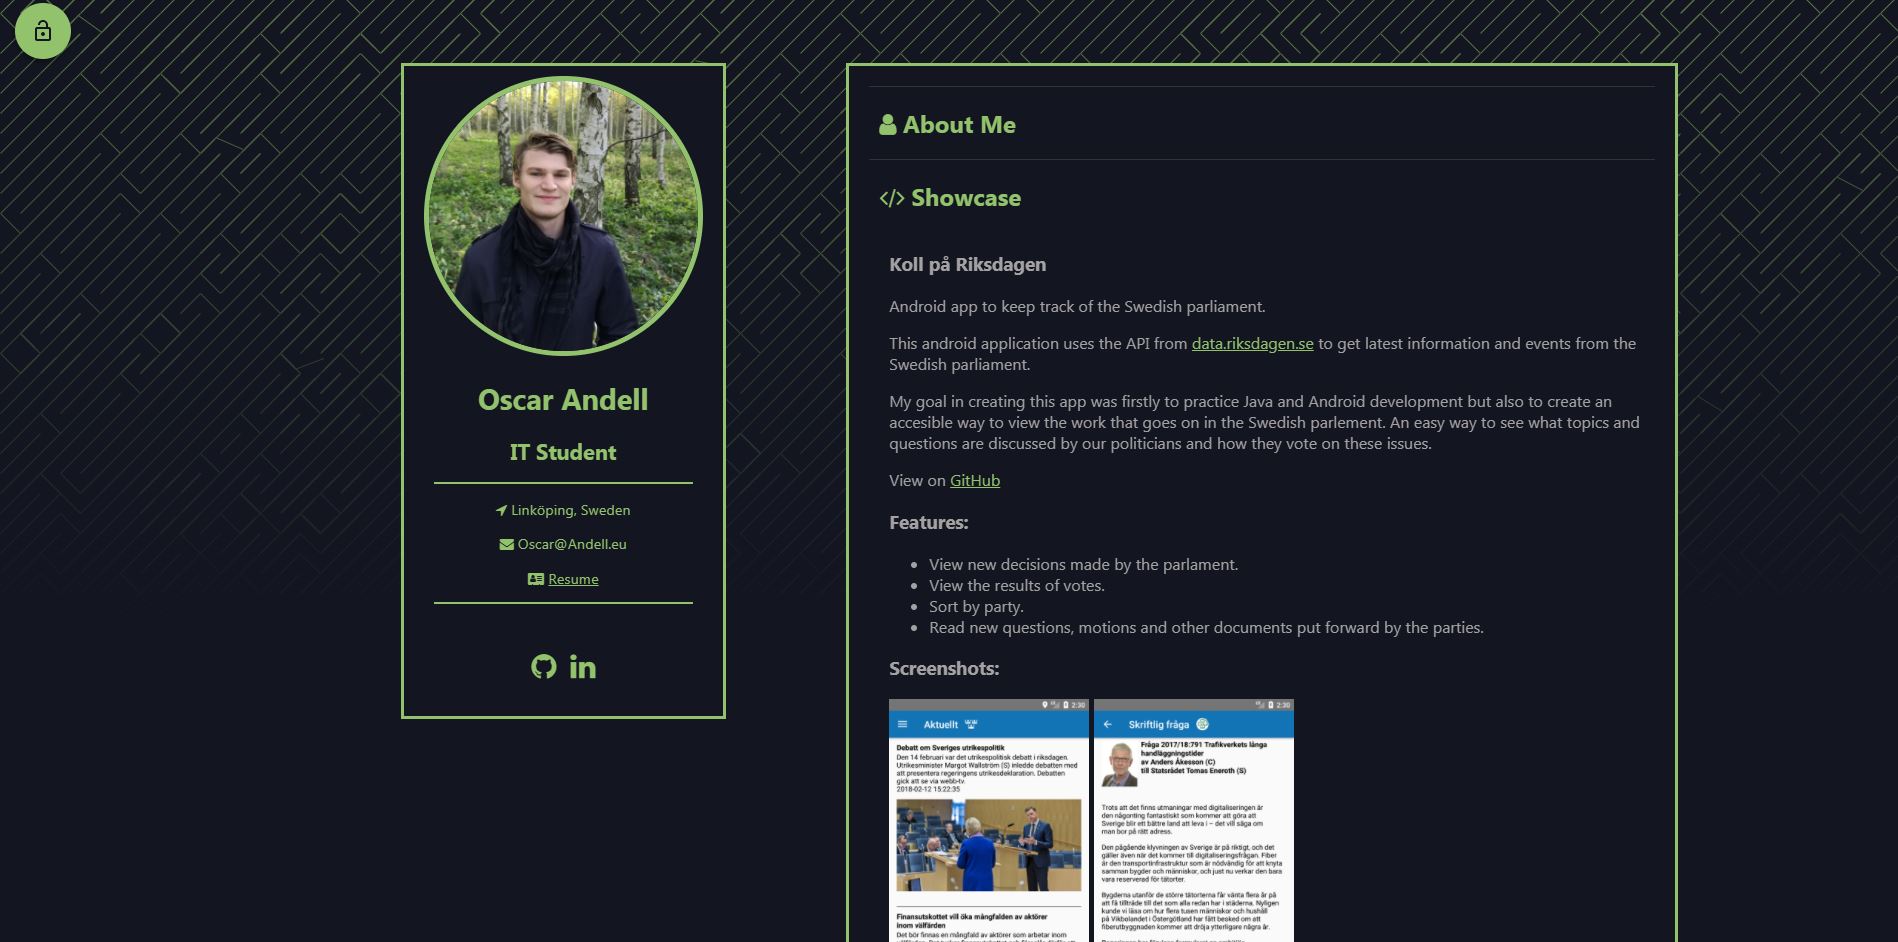 Oscar Andell
IT Student
Linköping, Sweden
Oscar@Andell.eu
Resume
About Me
</> Showcase
Koll på Riksdagen
Android app to keep track of the Swedish parliament.
This android application uses the API from data.riksdagen.se to get latest information and events from the
Swedish parliament.
My goal in creating this app was firstly to practice Java and Android development but also to create an
accesible way to view the work that goes on in the Swedish parlement. An easy way to see what topics and
questions are discussed by our politicians and how they vote on these issues.
View on GitHub
Features:
View new decisions made by the parlament.
View the results of votes.
Sort by party.
Read new questions, motions and other documents put forward by the parties.
Screenshots:
2:30
Aktuellt
Debatt om Sveriges utrikespolitik
Den 14 februari var det utrikespolitisk debatt i riksdagen.
Utrikesminister Margot Wallström (S) inledde debatten med
att presentera regeringens utrikesdeklaration. Debatten
gick att se via webb-tv.
2018-02-12 15:22:35
Finansutskottet vill öka mångfalden av aktörer
inom välfärden
Det bör finnas en mångfald av aktörer som arbetar inom
2:30
Skriftlig fråga
Fråga 2017/18:791 Trafikverkets långa
handläggningstider
av Anders Åkesson (C)
till Statsrådet Tomas Eneroth (S)
Trots att det finns utmaningar med digitaliseringen är
den någonting fantastiskt som kommer att göra att
Sverige blir ett bättre land att leva i – det vill säga om
man bor på rätt adress.
Den pågående klyvningen av Sverige är på riktigt, och det
gäller även när det kommer till digitaliseringsfrågan. Fiber
är den transportinfrastruktur som är nödvändig för att knyta
samman bygder och människor, och just nu verkar den bara
vara reserverad för tätorter.
Bygderna utanför de större tätorterna får vänta flera år på
att få tillträde till det som alla redan har i städerna. Nyligen
kunde vi läsa om hur flera tusen människor och hushåll
på Vikbolandet i Östergötland har fått besked om att
fiberutbyggnaden kommer att dröja ytterligare några år.